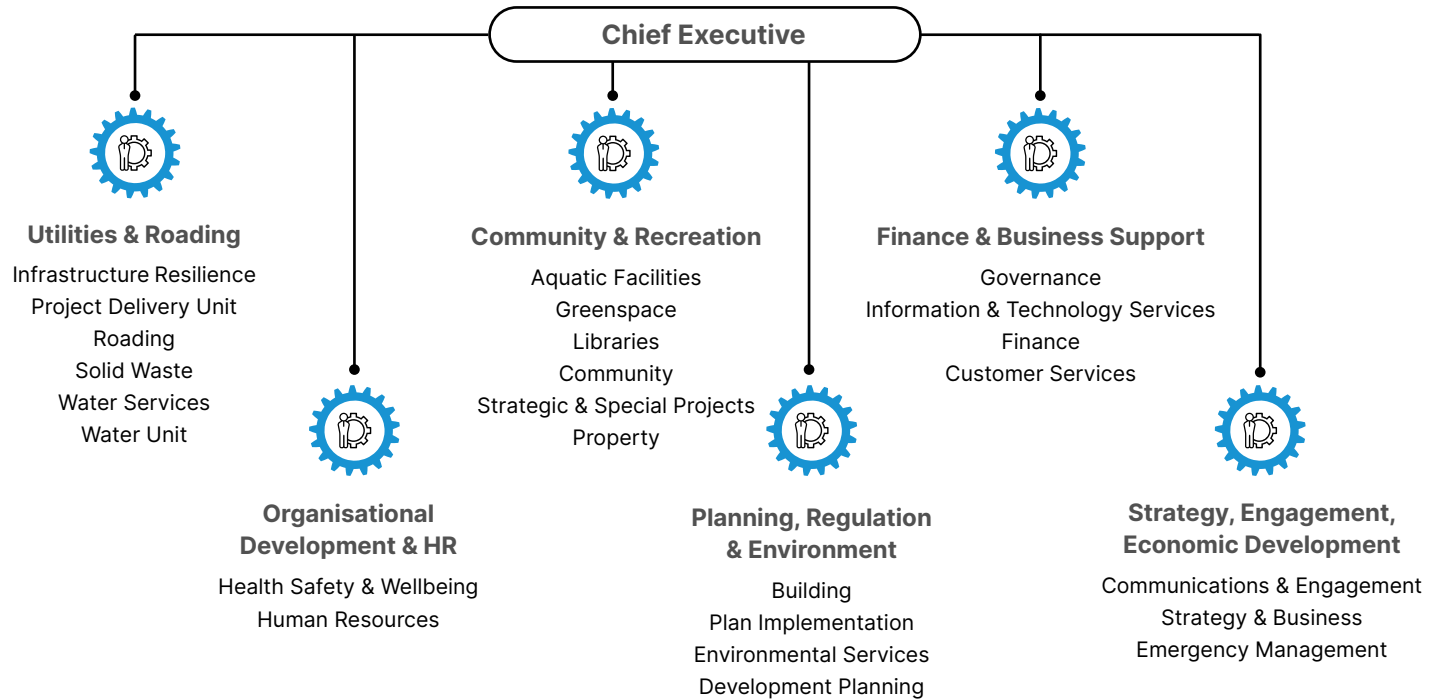 Chief Executive
Utilities & Roading
Infrastructure Resilience
Project Delivery Unit
Roading
Solid Waste
Water Services
Water Unit
Organisational
Development & HR
Health Safety & Wellbeing
Human Resources
Community & Recreation
Aquatic Facilities
Greenspace
Libraries
Community
Strategic & Special Projects
Property
Planning, Regulation
& Environment
Building
Plan Implementation
Environmental Services
Development Planning
Finance & Business Support
Governance
Information & Technology Services
Finance
Customer Services
Strategy, Engagement,
Economic Development
Communications & Engagement
Strategy & Business
Emergency Management